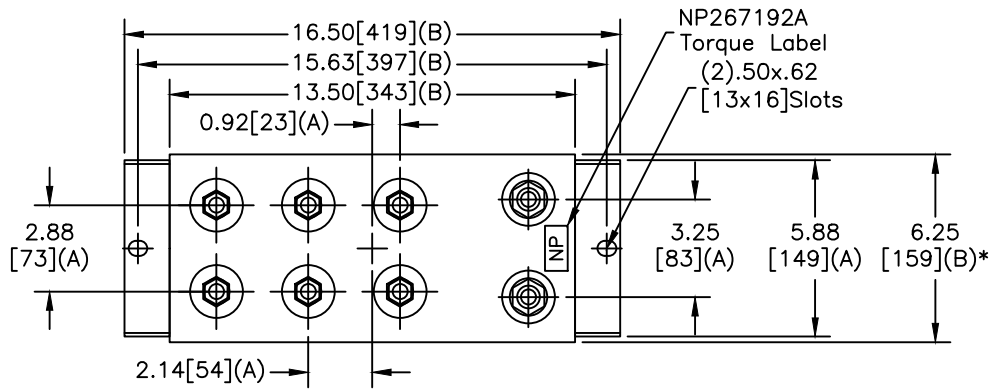 16.50[419](B)
15.63[397](B)
13.50[343](B)
0.92[23](A)
NP267192A
Torque Label
(2).50x.62
[13x16]Slots
2.88
[73](A)
NP
3.25
[83](A)
5.88
[149](A)
6.25
[159](B)*
2.14[54](A)